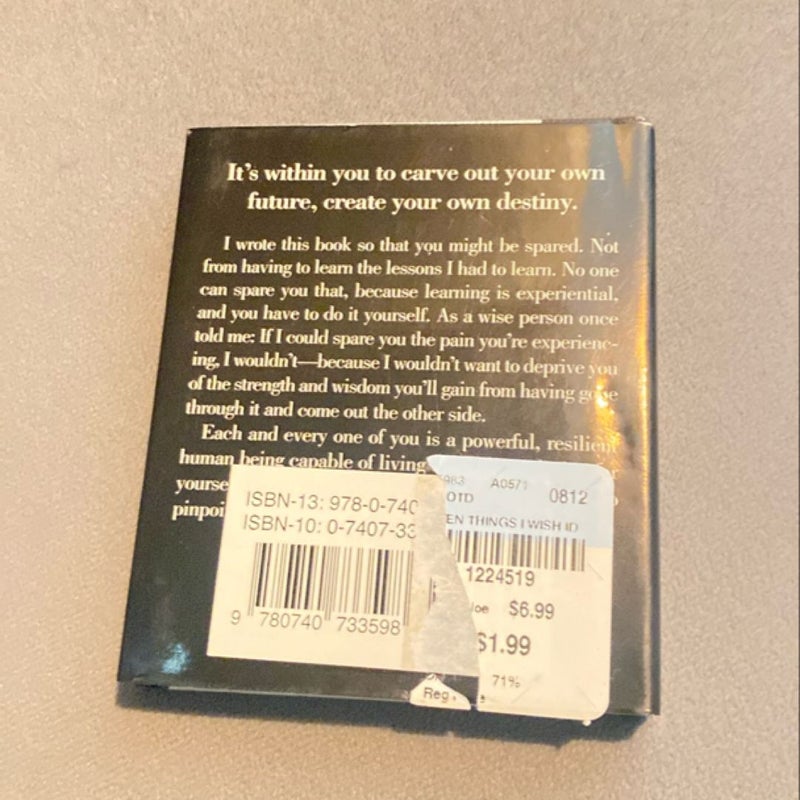 It's within you to carve out your own
future, create your own destiny.
I wrote this book so that you might be spared. Not
from having to learn the lessons I had to learn. No one
can spare you that, because learning is experiential,
and you have to do it yourself. As a wise person once
told me: If I could spare you the pain you're experienc-
ing, I wouldn't—because I wouldn't want to deprive you
of the strength and wisdom you'll gain from having gone
through it and come out the other side.
Each and every one of you is a powerful, resilient
human being capable of living
ISBN-13: 978-0-740
ISBN-10: 0-7407-33
9 780740 733598
A0571 0812
OTD
EN THINGS I WISH ID
1224519
$6.99
$1.99
71%
Reg.